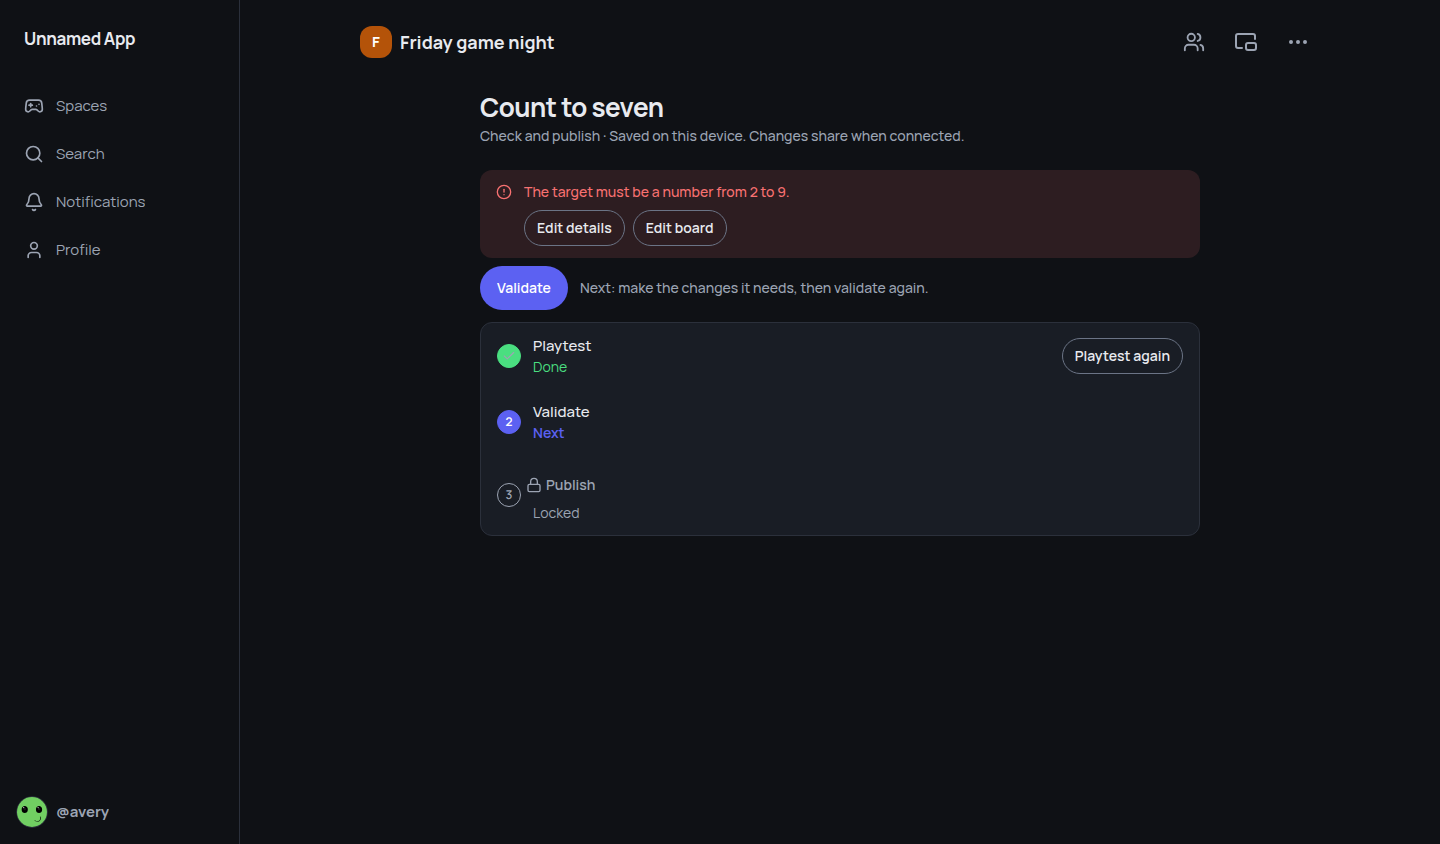 Unnamed App
Spaces
Search
Notifications
Profile
@avery
F Friday game night
Count to seven
Check and publish · Saved on this device. Changes share when connected.
The target must be a number from 2 to 9.
Edit details Edit board
Validate Next: make the changes it needs, then validate again.
Playtest
Done
Playtest again
2 Validate
Next
3 Publish
Locked